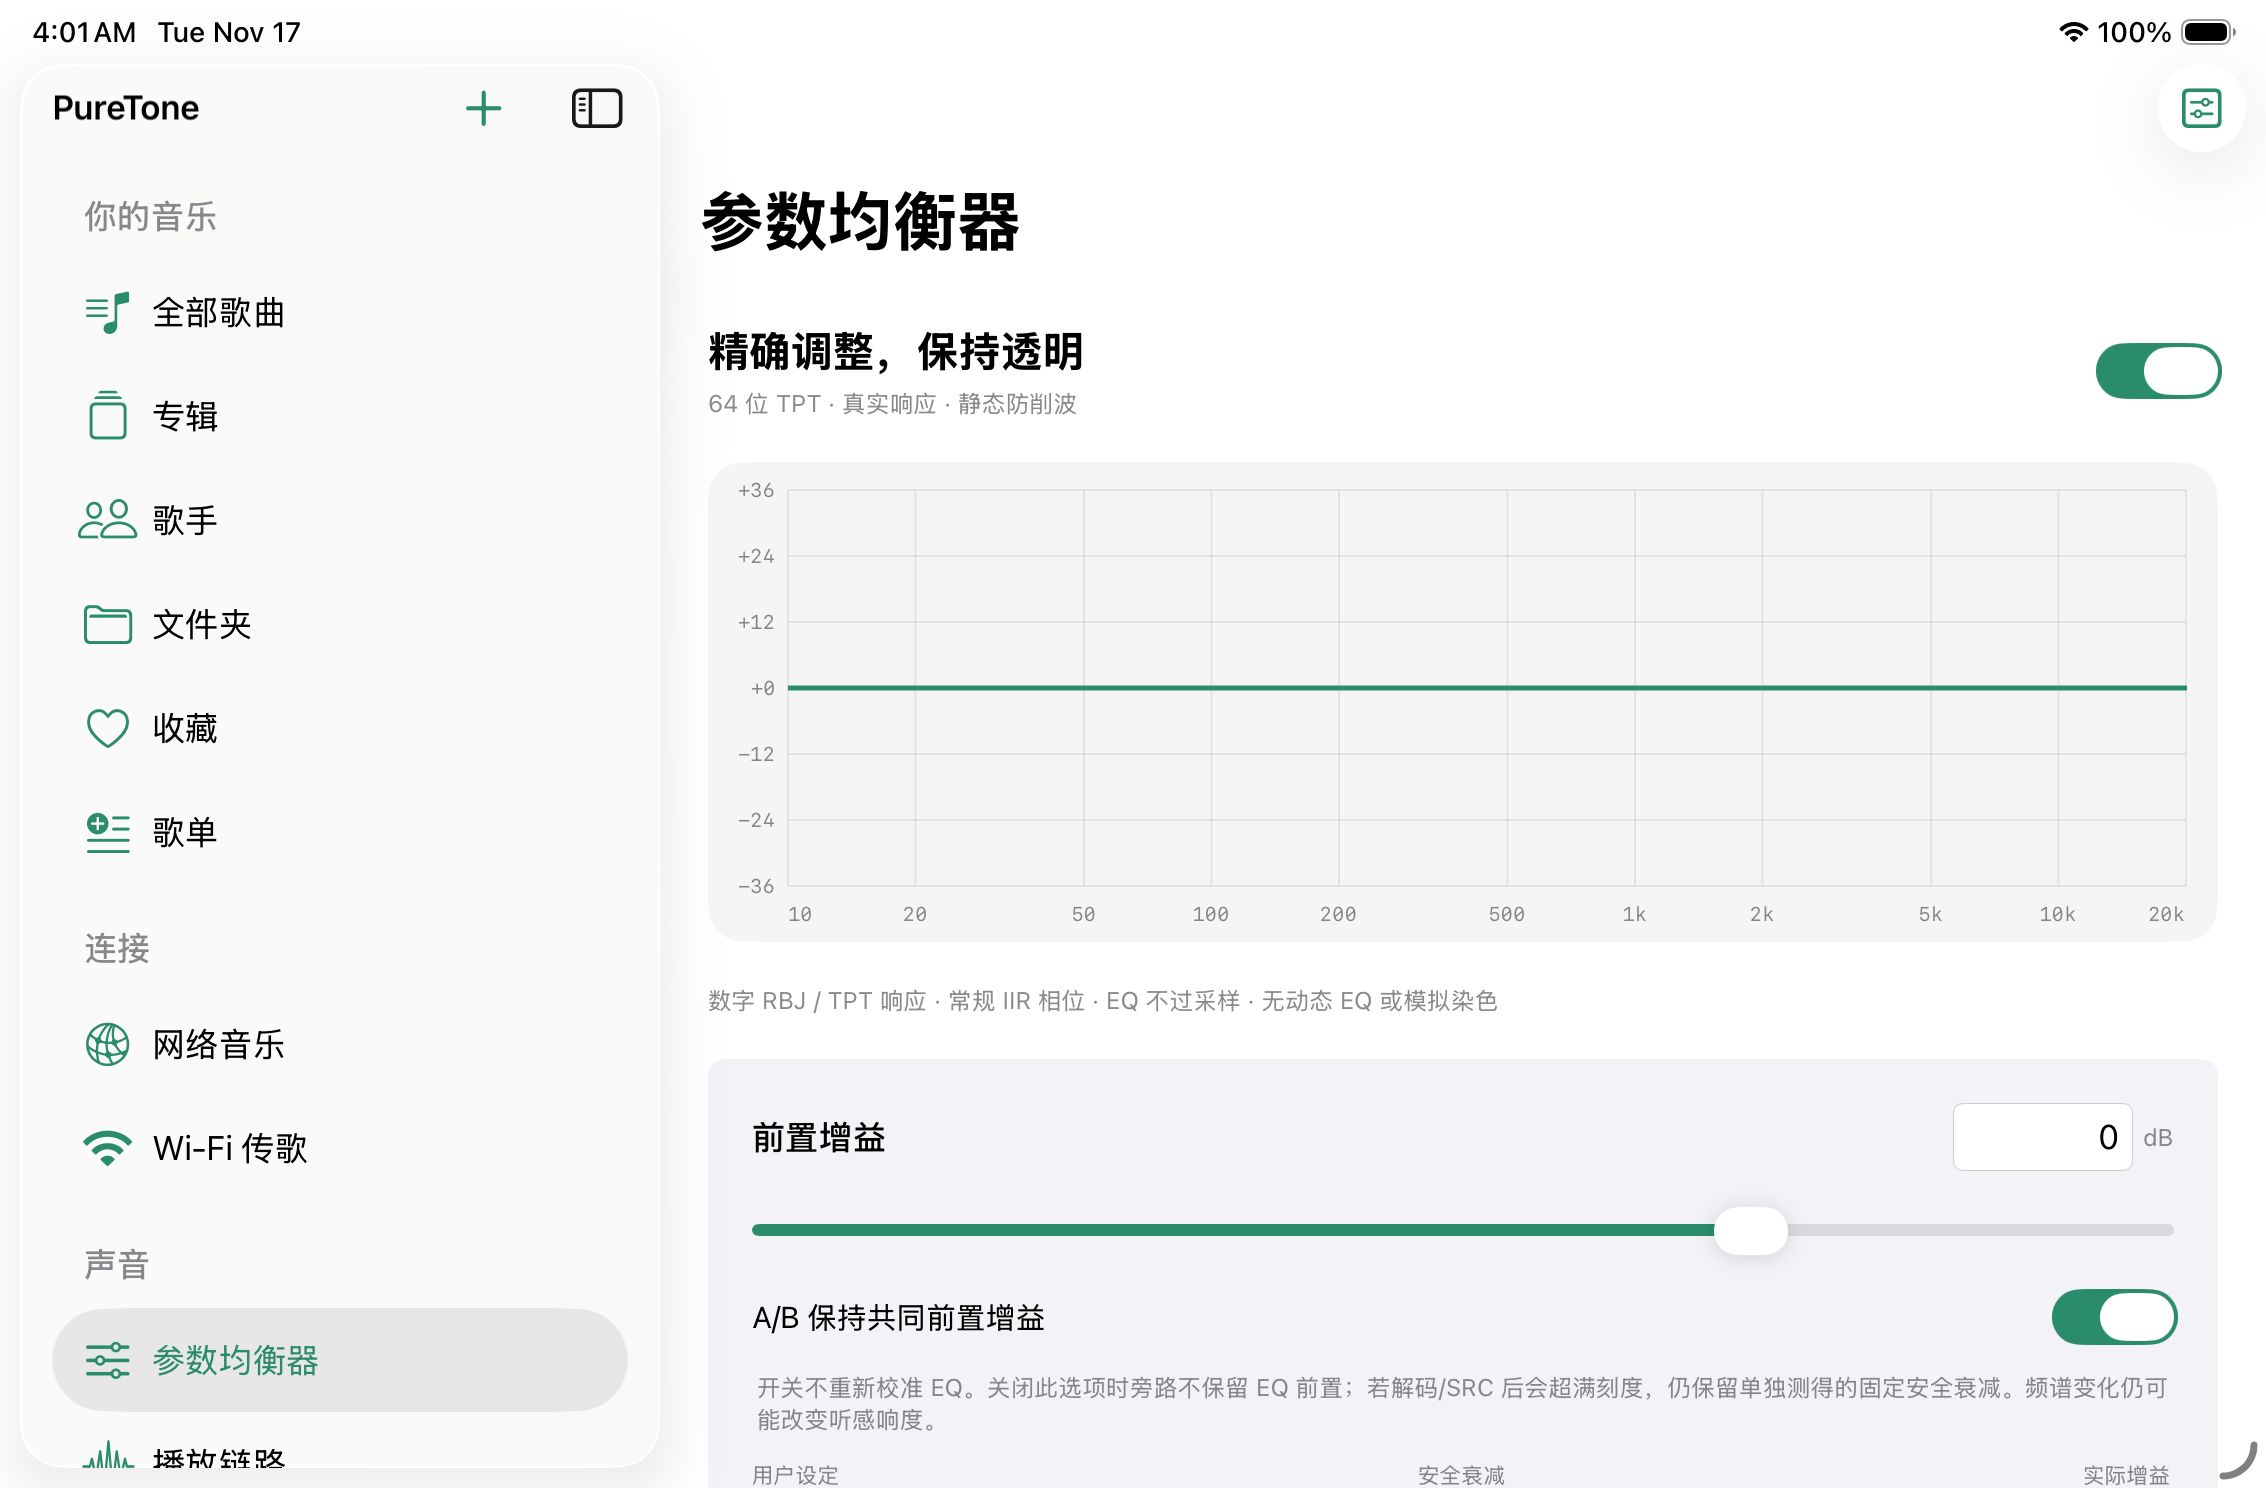 4:01 AM Tue Nov 17
100%
PureTone
你的音乐
全部歌曲
专辑
歌手
文件夹
收藏
歌单
连接
网络音乐
Wi-Fi 传歌
声音
参数均衡器
播放链路
参数均衡器
精确调整，保持透明
64 位 TPT · 真实响应 · 静态防削波
+36
+24
+12
+0
−12
−24
−36
10 20 50 100 200 500 1k 2k 5k 10k 20k
数字 RBJ / TPT 响应 · 常规 IIR 相位 · EQ 不过采样 · 无动态 EQ 或模拟染色
前置增益
0 dB
A/B 保持共同前置增益
开关不重新校准 EQ。关闭此选项时旁路不保留 EQ 前置；若解码/SRC 后会超满刻度，仍保留单独测得的固定安全衰减。频谱变化仍可
能改变听感响度。
用户设定 安全衰减 实际增益